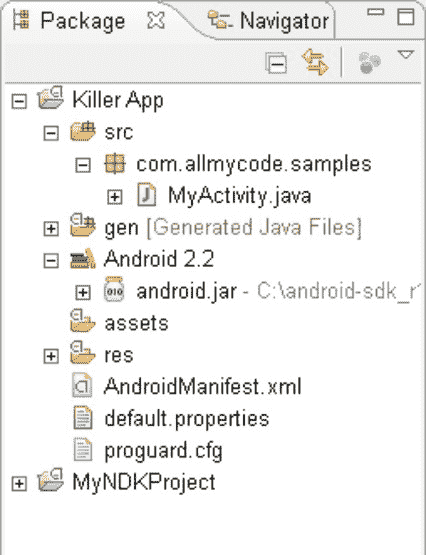 Package Navigator
Killer App
src
com.allmycode.samples
MyActivity.java
gen [Generated Java Files]
Android 2.2
android.jar - C:\android-sdk_r
assets
res
AndroidManifest.xml
default.properties
proguard.cfg
MyNDKProject